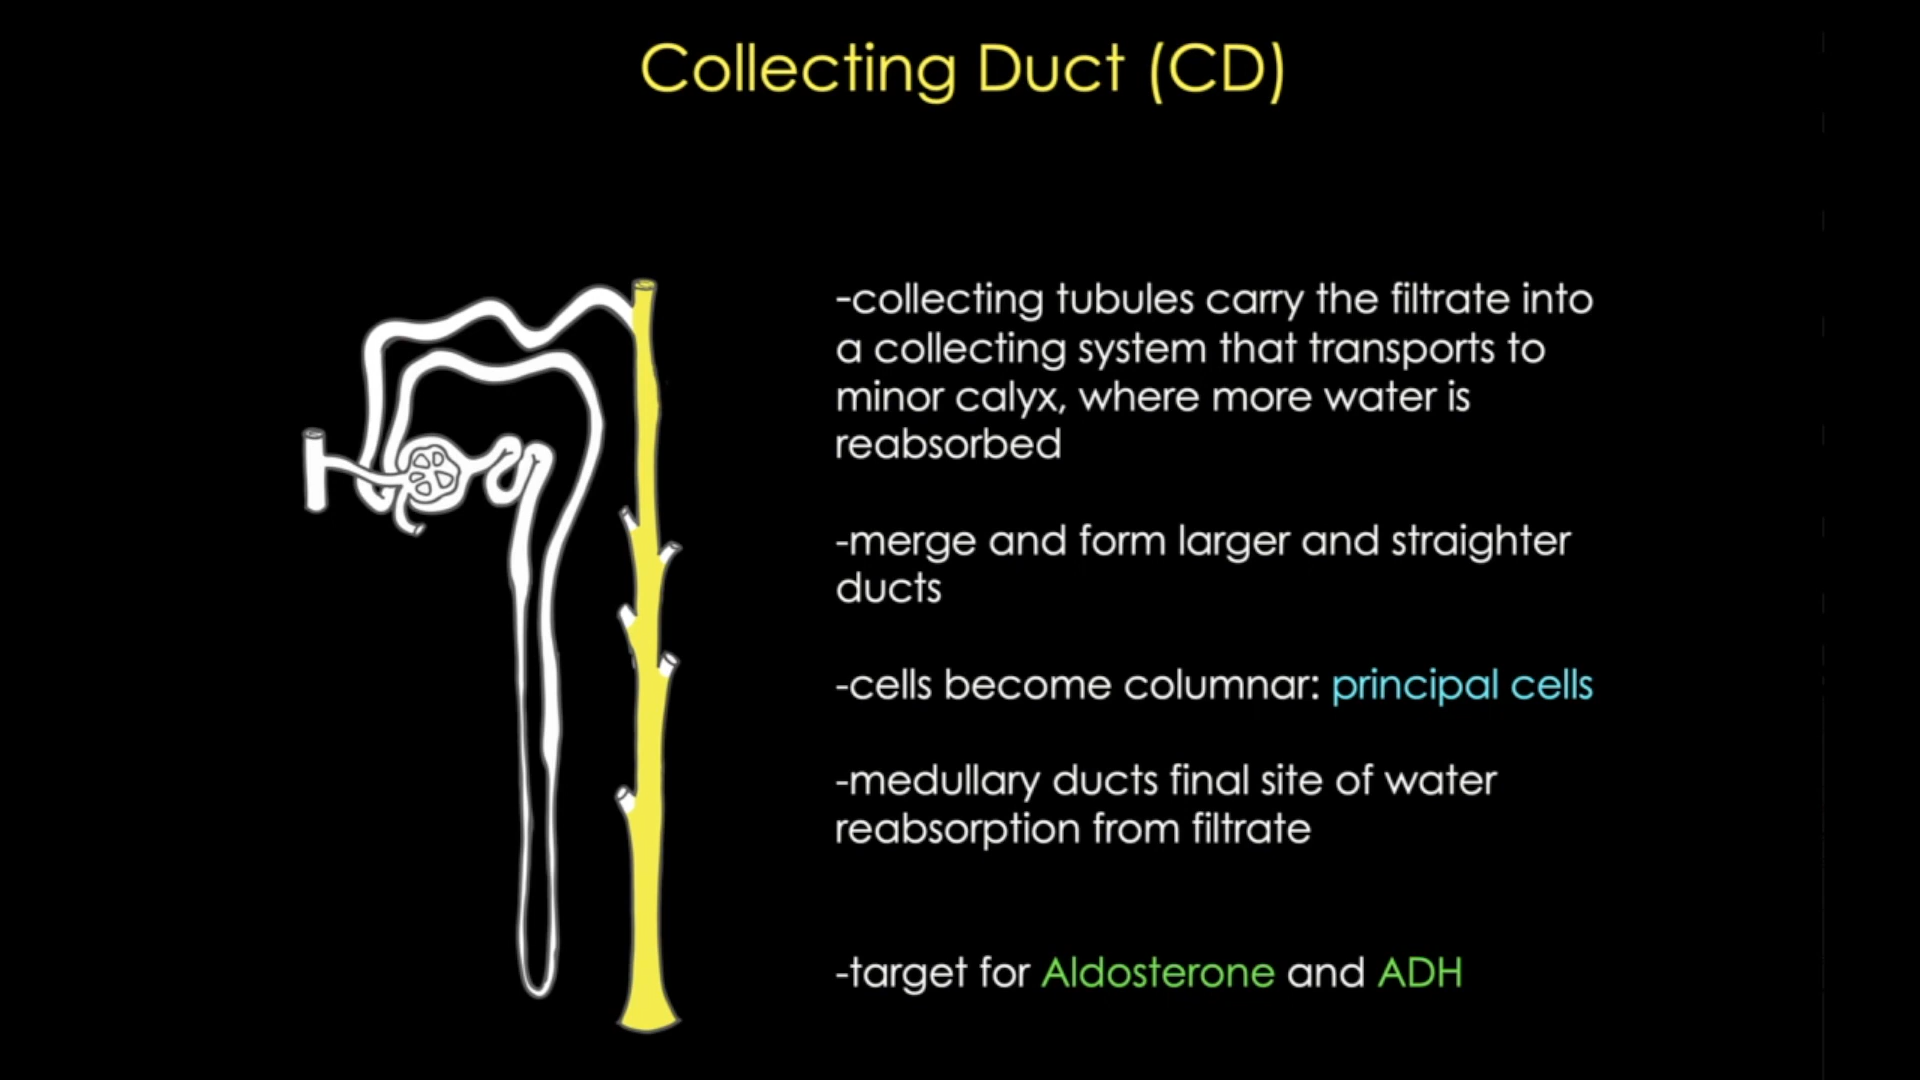 Collecting Duct (CD)
-collecting tubules carry the filtrate into
a collecting system that transports to
minor calyx, where more water is
reabsorbed
-merge and form larger and straighter
ducts
-cells become columnar: principal cells
-medullary ducts final site of water
reabsorption from filtrate
-target for Aldosterone and ADH